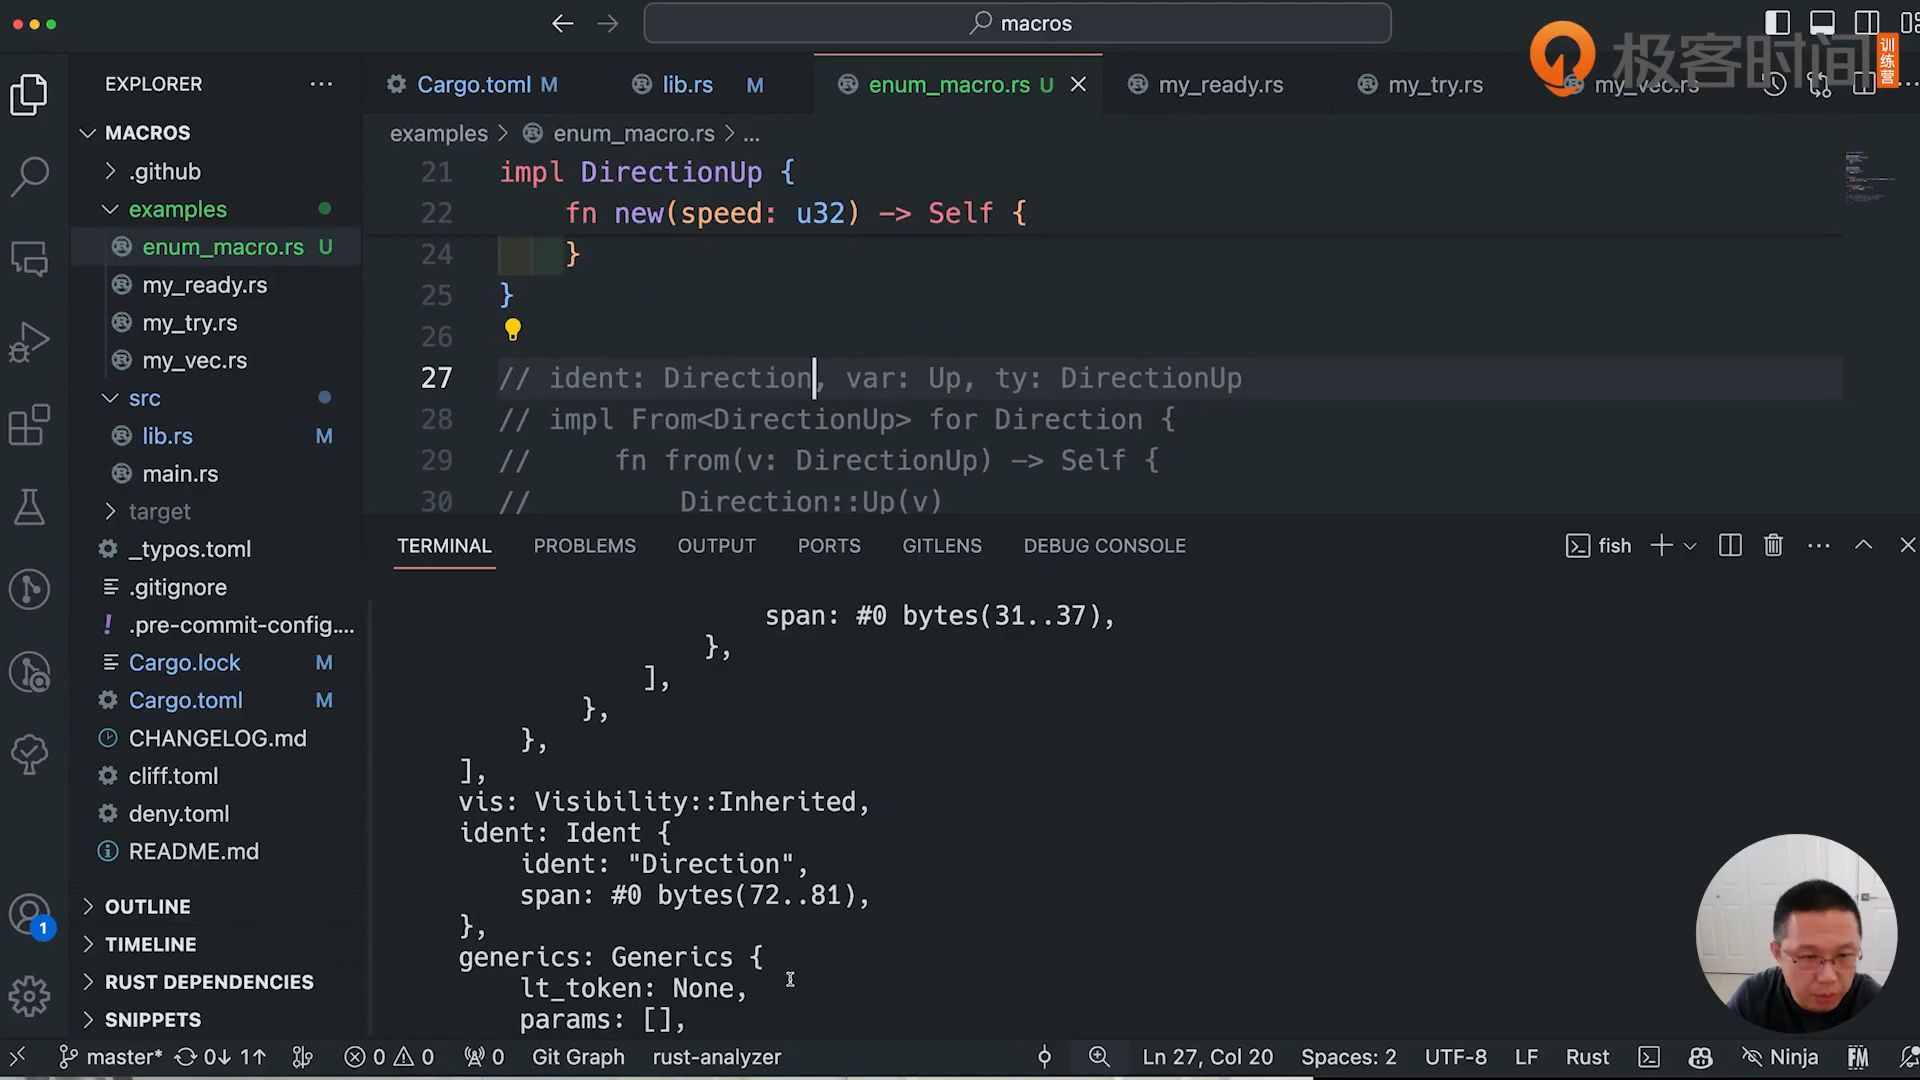 macros
极客时间
训练营
EXPLORER
Cargo.toml M
lib.rs M
enum_macro.rs U
my_ready.rs
my_try.rs
my_vec.rs
MACROS
.github
examples
enum_macro.rs U
my_ready.rs
my_try.rs
my_vec.rs
src
lib.rs M
main.rs
target
_typos.toml
.gitignore
.pre-commit-config....
Cargo.lock M
Cargo.toml M
CHANGELOG.md
cliff.toml
deny.toml
README.md
OUTLINE
TIMELINE
RUST DEPENDENCIES
SNIPPETS
1
examples > enum_macro.rs > ...
21 impl DirectionUp {
22 fn new(speed: u32) -> Self {
24 }
25 }
26
27 // ident: Direction, var: Up, ty: DirectionUp
28 // impl From<DirectionUp> for Direction {
29 // fn from(v: DirectionUp) -> Self {
30 // Direction::Up(v)
TERMINAL PROBLEMS OUTPUT PORTS GITLENS DEBUG CONSOLE
fish
span: #0 bytes(31..37),
},
],
},
},
],
vis: Visibility::Inherited,
ident: Ident {
ident: "Direction",
span: #0 bytes(72..81),
},
generics: Generics {
lt_token: None,
params: [],
master* 0↓ 1↑ 0 0 0 Git Graph rust-analyzer Ln 27, Col 20 Spaces: 2 UTF-8 LF Rust Ninja FM